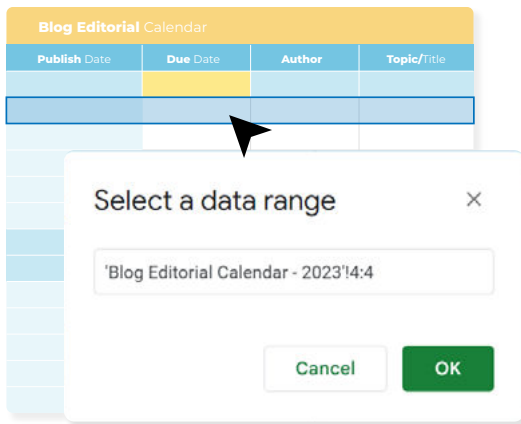 Blog Editorial Calendar
Publish Date Due Date Author Topic/Title
Select a data range
'Blog Editorial Calendar - 2023'!4:4
Cancel OK